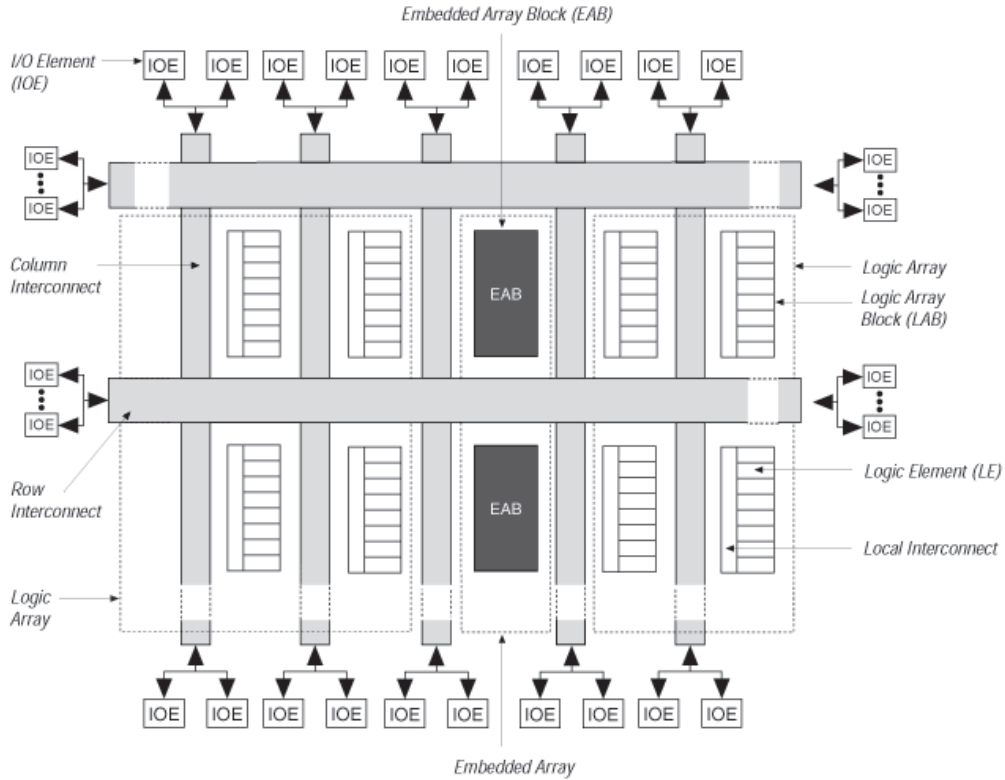 Embedded Array Block (EAB)
I/O Element
(IOE)
IOE IOE IOE IOE IOE IOE IOE IOE IOE IOE
IOE
IOE
IOE
IOE
Column
Interconnect
EAB
Logic Array
Logic Array
Block (LAB)
IOE
IOE
IOE
IOE
Row
Interconnect
EAB
Logic Element (LE)
Local Interconnect
Logic
Array
IOE IOE IOE IOE IOE IOE IOE IOE IOE IOE
Embedded Array